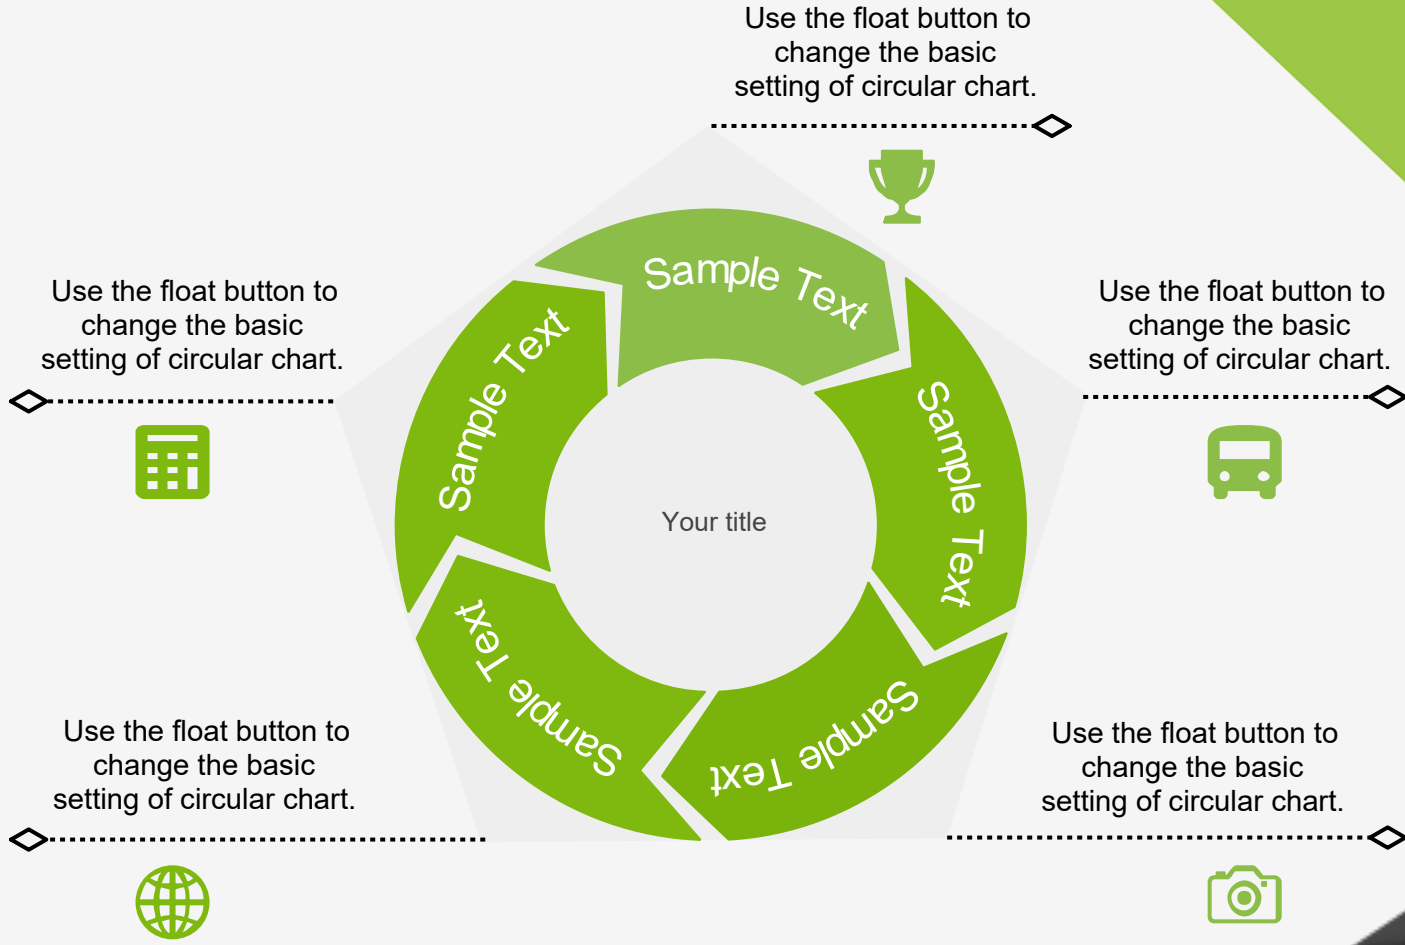 Use the float button to
change the basic
setting of circular chart.
Use the float button to
change the basic
setting of circular chart.
Use the float button to
change the basic
setting of circular chart.
Sample Text
Sample Text
Sample Text
Sample Text
Sample Text
Your title
Use the float button to
change the basic
setting of circular chart.
Use the float button to
change the basic
setting of circular chart.